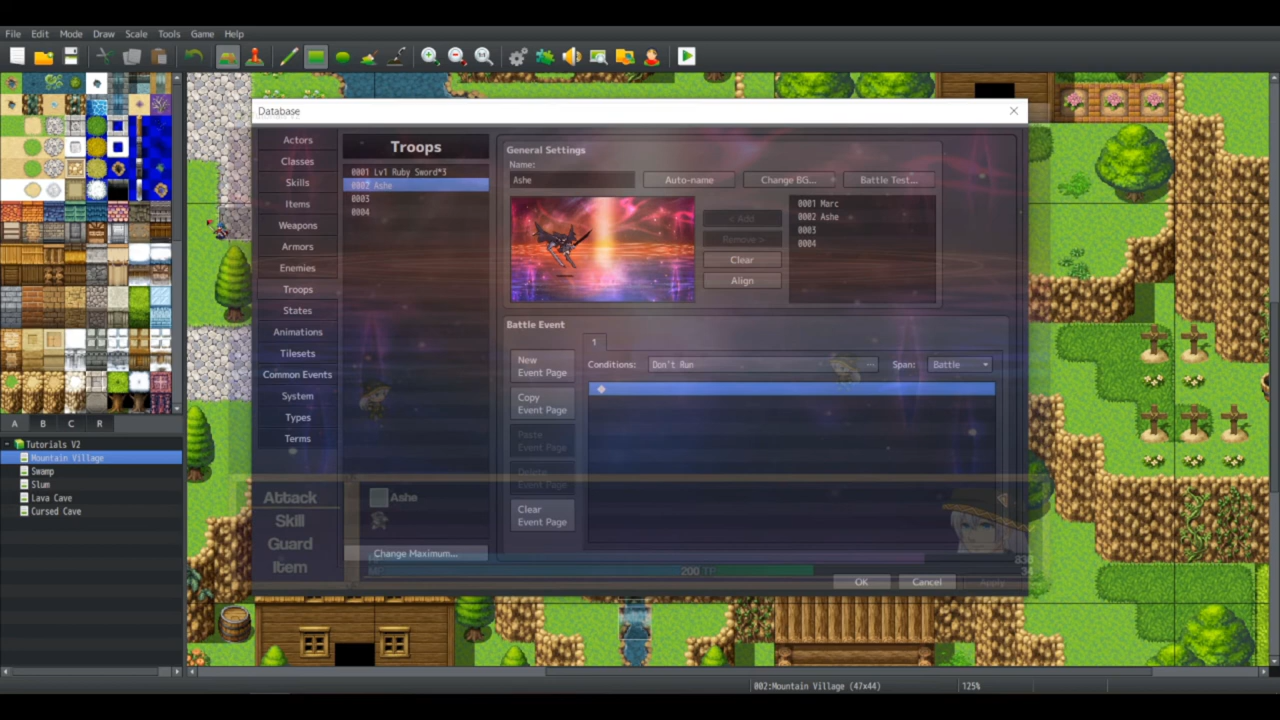 File Edit Mode Draw Scale Tools Game Help
Database
Actors
Classes
Skills
Items
Weapons
Armors
Enemies
Troops
States
Animations
Tilesets
Common Events
System
Types
Terms
Troops
0001 Lv1 Ruby Sword*3
0002 Ashe
0003
0004
Change Maximum...
General Settings
Name:
Ashe
Auto-name
Change BG...
Battle Test...
< Add
Remove >
Clear
Align
0001 Marc
0002 Ashe
0003
0004
Battle Event
1
New
Event Page
Copy
Event Page
Paste
Event Page
Delete
Event Page
Clear
Event Page
Conditions: Don't Run
Span: Battle
OK Cancel Apply
A B C R
Tutorials V2
Mountain Village
Swamp
Slum
Lava Cave
Cursed Cave
Attack
Skill
Guard
Item
Ashe
MP
200 TP
34
002:Mountain Village (47x44) 125%